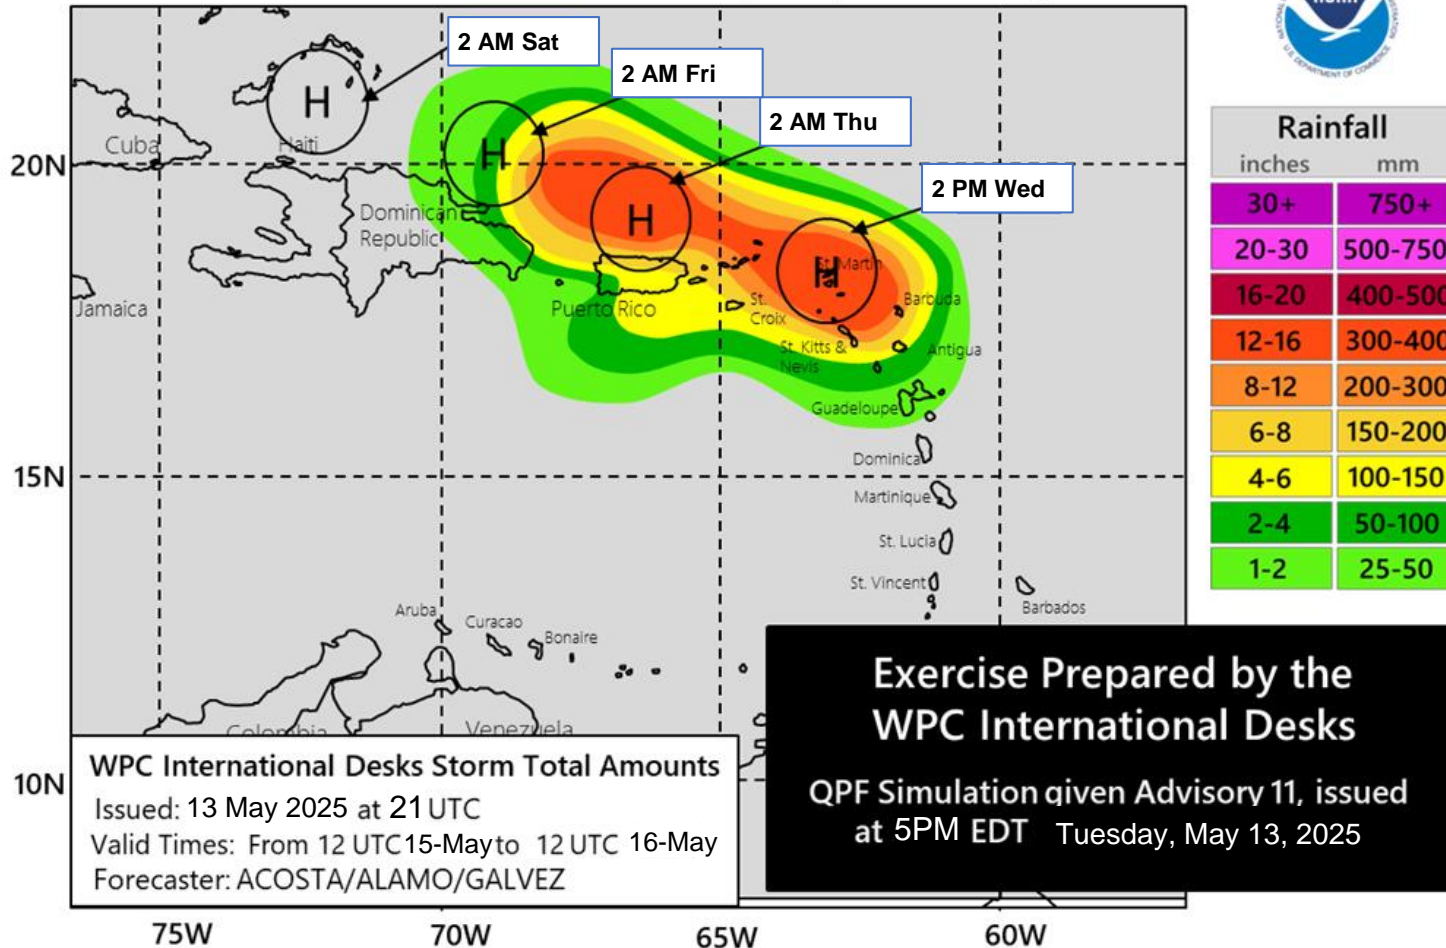 2 AM Sat
2 AM Fri
2 AM Thu
2 PM Wed
H
H
H
H
Cuba
Haiti
20N
Dominican
Republic
Jamaica
Puerto Rico
St.
Croix
St. Martin
Barbuda
St. Kitts &
Nevis
Antigua
Guadeloupe
15N
Dominica
Martinique
St. Lucia
St. Vincent
Barbados
Aruba
Curacao
Bonaire
Colombia
Venezuela
10N
75W
70W
65W
60W
U.S. DEPARTMENT OF COMMERCE
Rainfall
inches mm
30+ 750+
20-30 500-750
16-20 400-500
12-16 300-400
8-12 200-300
6-8 150-200
4-6 100-150
2-4 50-100
1-2 25-50
WPC International Desks Storm Total Amounts
Issued: 13 May 2025 at 21 UTC
Valid Times: From 12 UTC 15-May to 12 UTC 16-May
Forecaster: ACOSTA/ALAMO/GALVEZ
Exercise Prepared by the
WPC International Desks
QPF Simulation given Advisory 11, issued
at 5PM EDT Tuesday, May 13, 2025